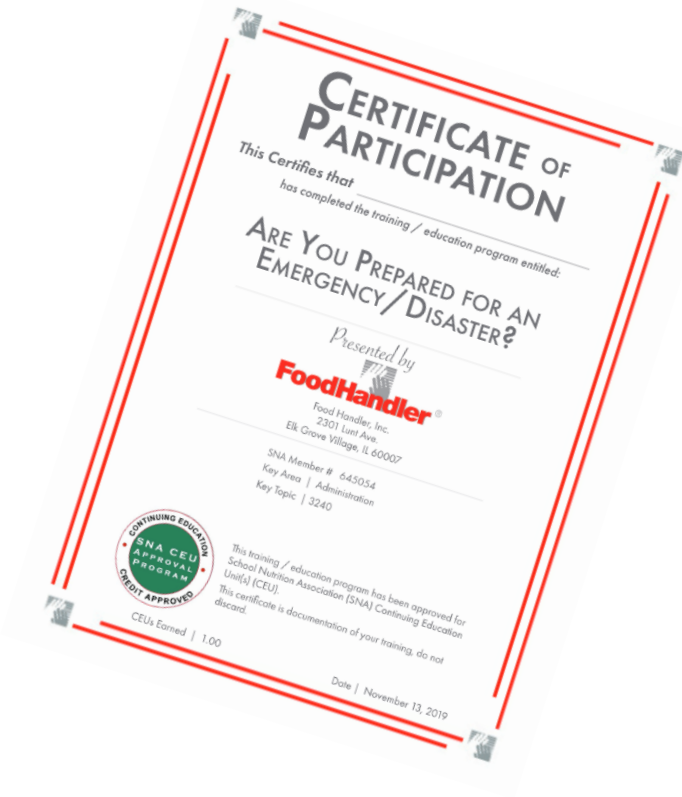 CERTIFICATE OF
PARTICIPATION
This Certifies that
has completed the training / education program entitled:
ARE YOU PREPARED FOR AN
EMERGENCY/DISASTER?
Presented by
FoodHandler®
Food Handler, Inc.
2301 Lunt Ave.
Elk Grove Village, IL 60007
SNA Member # 645054
Key Area | Administration
Key Topic | 3240
CONTINUING EDUCATION
SNA CEU
APPROVAL
PROGRAM
CREDIT APPROVED
This training / education program has been approved for
School Nutrition Association (SNA) Continuing Education
Unit(s) (CEU).
This certificate is documentation of your training, do not
discard.
CEUs Earned | 1.00
Date | November 13, 2019